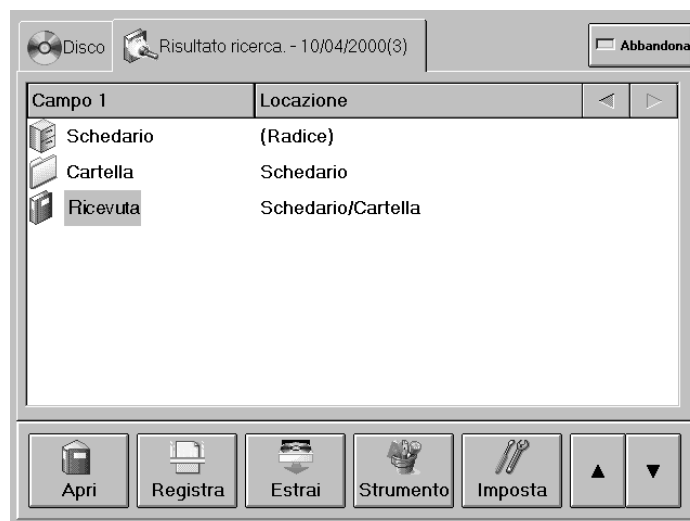 Disco Risultato ricerca. - 10/04/2000(3) Abbandona
Campo 1 Locazione
Schedario (Radice)
Cartella Schedario
Ricevuta Schedario/Cartella
Apri Registra Estrai Strumento Imposta